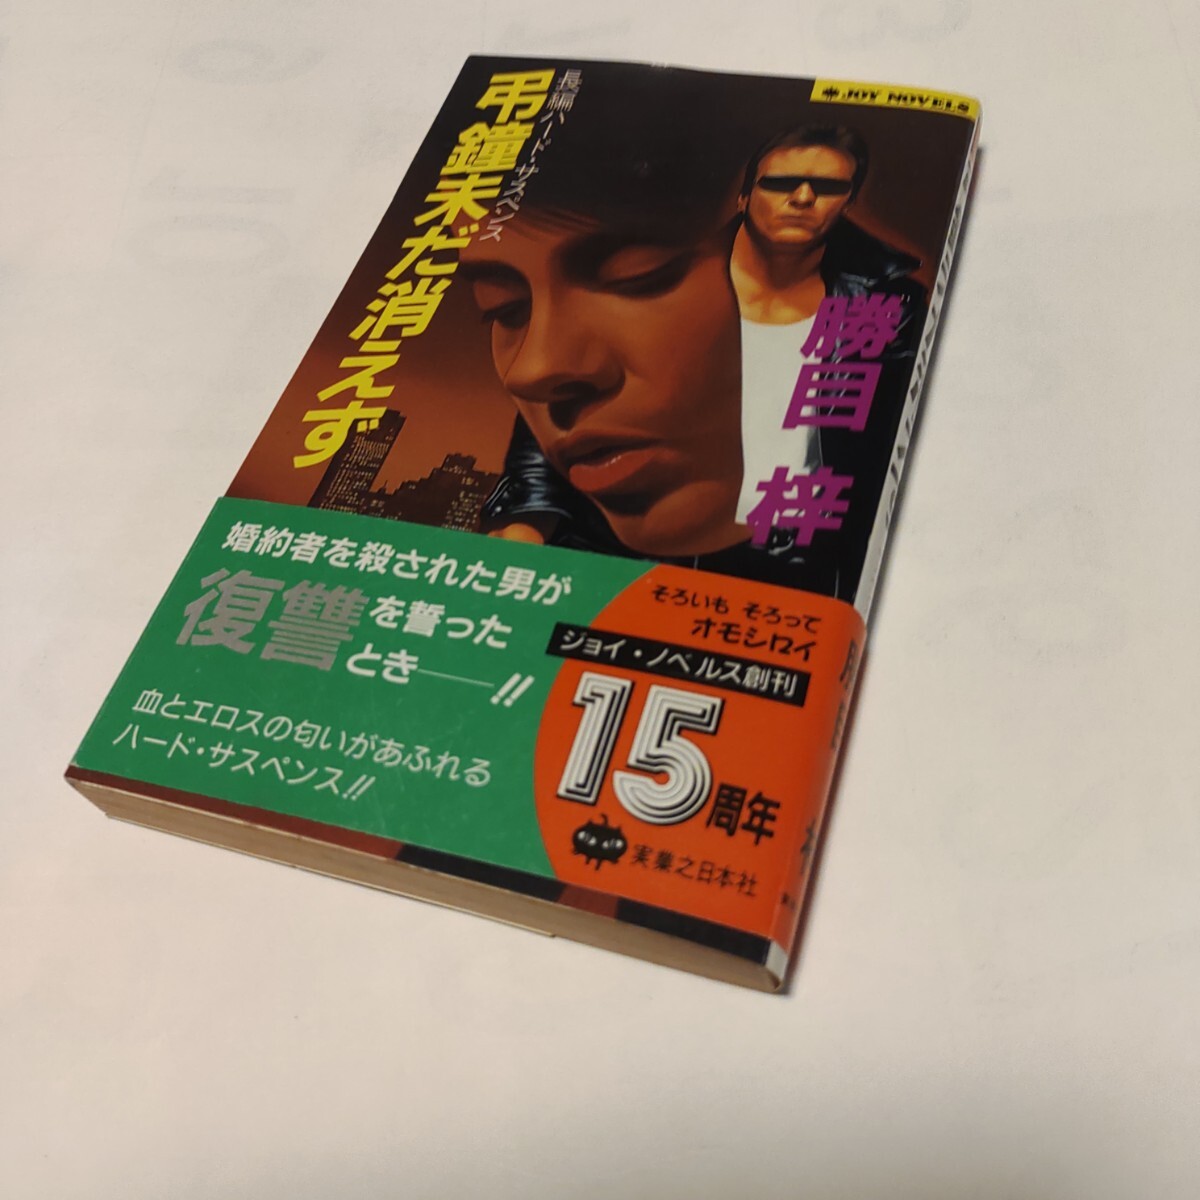 JOY NOVELS
長編ハード・サスペンス
弔鐘未だ消えず
勝目 梓
婚約者を殺された男が
復讐を誓った
とき──!!
血とエロスの匂いがあふれる
ハード・サスペンス!!
そろいも そろって
オモシロイ
ジョイ・ノベルス創刊
15周年
実業之日本社